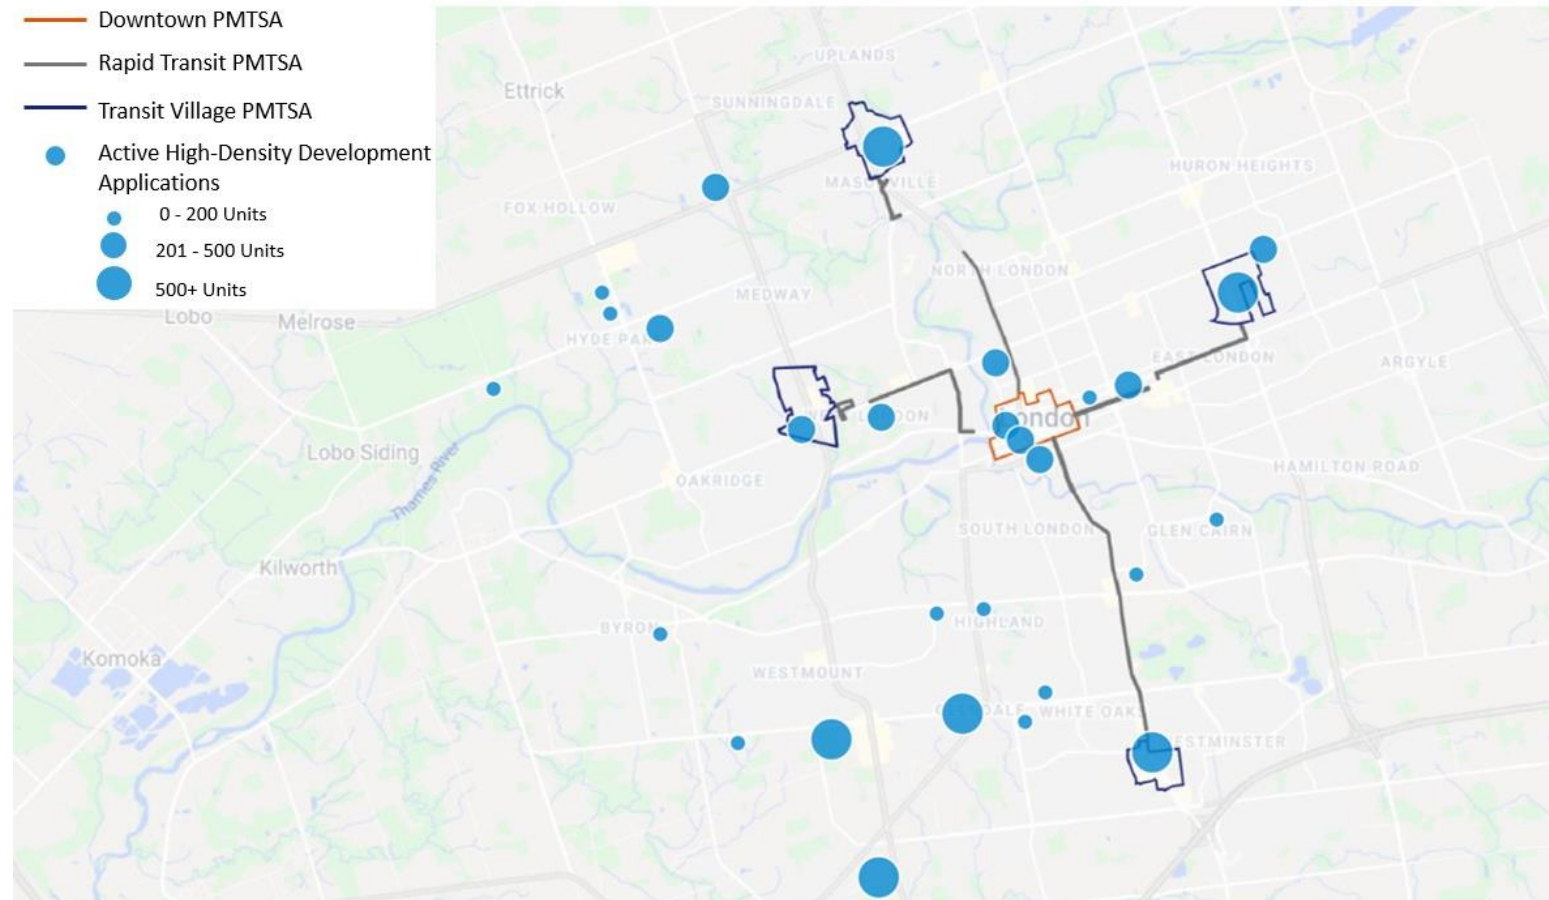 Downtown PMTSA
Rapid Transit PMTSA
Transit Village PMTSA
Active High-Density Development
Applications
0 - 200 Units
201 - 500 Units
500+ Units
UPLANDS
Ettrick
SUNNINGDALE
HURON HEIGHTS
FOX HOLLOW
NORTH LONDON
MEDWAY
Lobo
Melrose
HYDE
EAST LONDON
ARGYLE
London
Lobo Siding
HAMILTON ROAD
OAKRIDGE
Thames River
SOUTH LONDON
GLEN CAIRN
Kilworth
BYRON
HIGHLAND
Komoka
WESTMOUNT
WHITE OAK